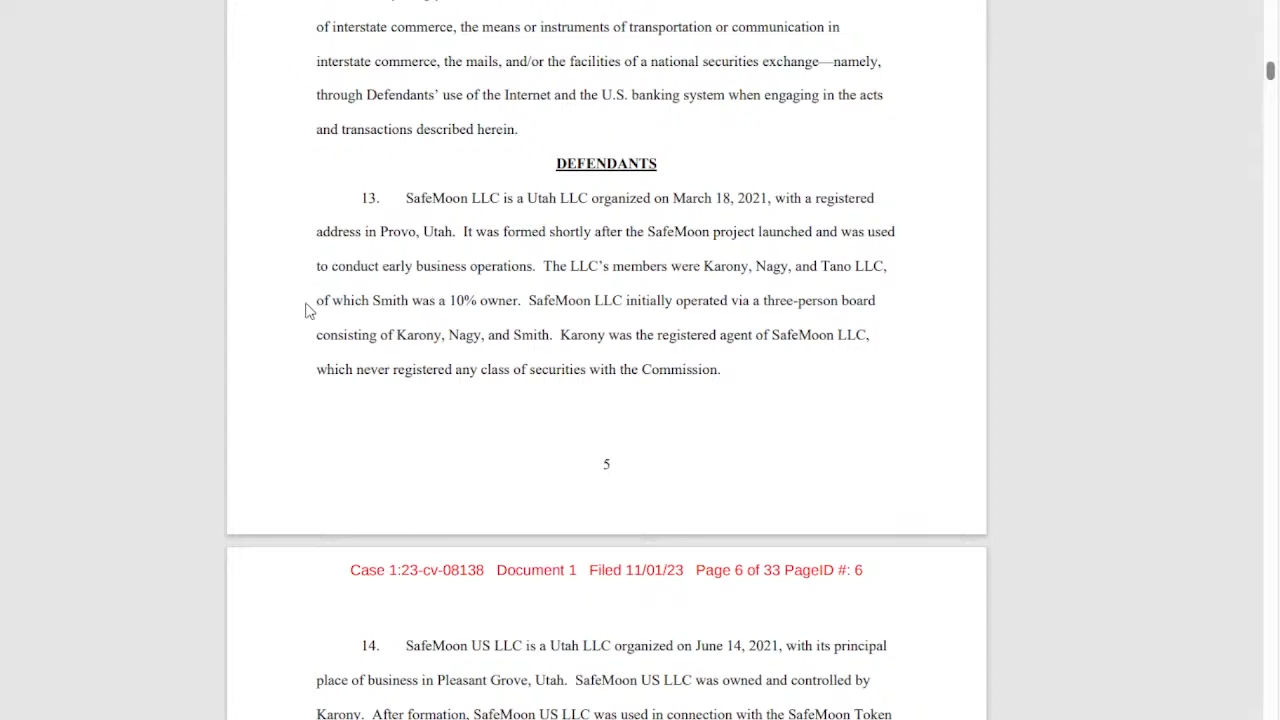 of interstate commerce, the means or instruments of transportation or communication in
interstate commerce, the mails, and/or the facilities of a national securities exchange—namely,
through Defendants’ use of the Internet and the U.S. banking system when engaging in the acts
and transactions described herein.
DEFENDANTS
13. SafeMoon LLC is a Utah LLC organized on March 18, 2021, with a registered
address in Provo, Utah. It was formed shortly after the SafeMoon project launched and was used
to conduct early business operations. The LLC’s members were Karony, Nagy, and Tano LLC,
of which Smith was a 10% owner. SafeMoon LLC initially operated via a three-person board
consisting of Karony, Nagy, and Smith. Karony was the registered agent of SafeMoon LLC,
which never registered any class of securities with the Commission.
5
Case 1:23-cv-08138 Document 1 Filed 11/01/23 Page 6 of 33 PageID #: 6
14. SafeMoon US LLC is a Utah LLC organized on June 14, 2021, with its principal
place of business in Pleasant Grove, Utah. SafeMoon US LLC was owned and controlled by
Karony. After formation, SafeMoon US LLC was used in connection with the SafeMoon Token